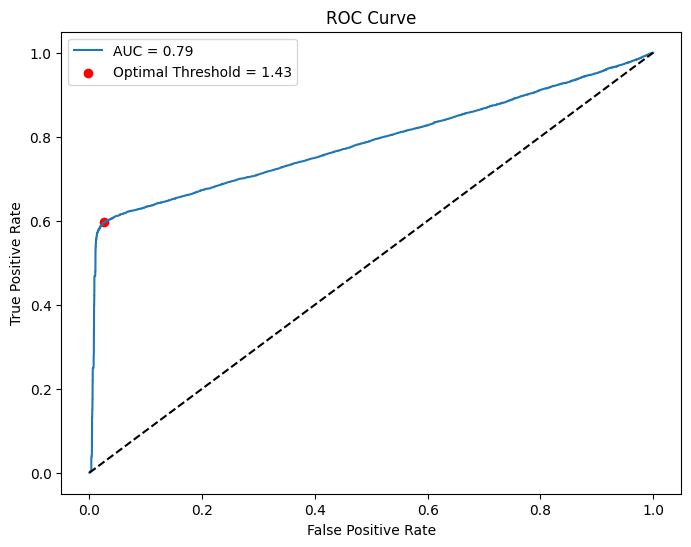 ROC Curve
AUC = 0.79
Optimal Threshold = 1.43
True Positive Rate
1.0
0.8
0.6
0.4
0.2
0.0
0.0 0.2 0.4 0.6 0.8 1.0
False Positive Rate